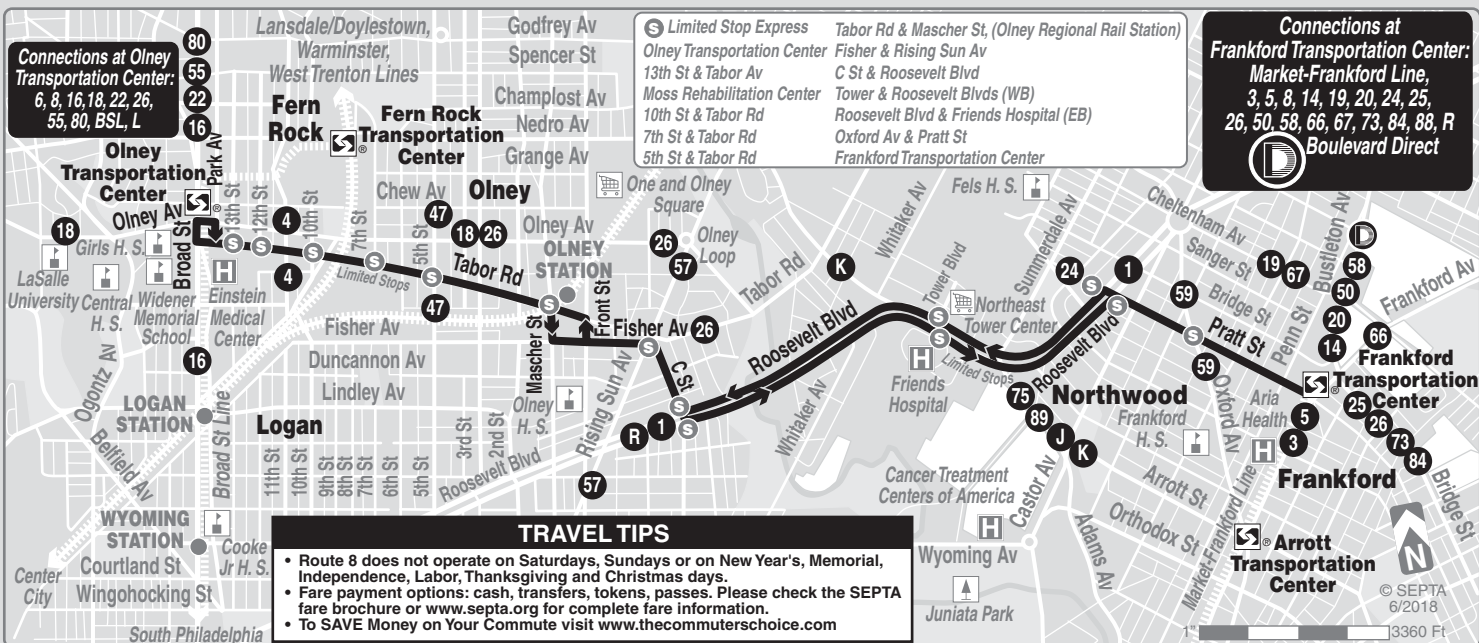 Connections at Olney
Transportation Center:
6, 8, 16,18, 22, 26,
55, 80, BSL, L
80
55
22
16
Lansdale/Doylestown,
Warminster,
West Trenton Lines
Godfrey Av
Spencer St
Champlost Av
Nedro Av
Grange Av
Fern
Rock
Fern Rock
Transportation
Center
Chew Av
Olney
Olney Av
S Limited Stop Express
Olney Transportation Center
13th St & Tabor Av
Moss Rehabilitation Center
10th St & Tabor Rd
7th St & Tabor Rd
5th St & Tabor Rd
Tabor Rd & Mascher St, (Olney Regional Rail Station)
Fisher & Rising Sun Av
C St & Roosevelt Blvd
Tower & Roosevelt Blvds (WB)
Roosevelt Blvd & Friends Hospital (EB)
Oxford Av & Pratt St
Frankford Transportation Center
Connections at
Frankford Transportation Center:
Market-Frankford Line,
3, 5, 8, 14, 19, 20, 24, 25,
26, 50, 58, 66, 67, 73, 84, 88, R
D Boulevard Direct
Olney
Transportation
Center
Park Av
Olney Av
Broad St
13th St
12th St
10th St
7th St
5th St
4
4
47
18 26
47
Limited Stops
Tabor Rd
18
Girls H. S.
LaSalle
University
Central
H. S.
Widener
Memorial
School
H
Einstein
Medical
Center
16
OLNEY
STATION
One and Olney
Square
26
57
Olney
Loop
Mascher St
Front St
Fisher Av
26
Fisher Av
Duncannon Av
Lindley Av
Olney
H. S.
Rising Sun Av
C St
R 1
57
Tabor Rd
K
Whitaker Av
Whitaker Av
Roosevelt Blvd
Tower Blvd
Northeast
Tower Center
H
Friends
Hospital
Limited Stops
Fels H. S.
Summerdale Av
24
1
Roosevelt Blvd
Cheltenham Av
Sanger St
19
67
Bridge St
59
Pratt St
59
Penn St
Bustleton Av
D
58
50
20
14
66
Frankford Av
Frankford
Transportation
Center
25
26
73
84
5
3
Bridge St
Aria
Health
H
Oxford Av
Northwood
75
89
J
K
Frankford
H. S.
Frankford
Castor Av
Cancer Treatment
Centers of America
H
Arrott St
Orthodox St
Adams Av
Market-Frankford Line
Arrott
Transportation
Center
Wyoming Av
Juniata Park
Ogontz Av
LOGAN
STATION
Belfield Av
Broad St Line
Logan
11th St
10th St
9th St
8th St
7th St
6th St
5th St
3rd St
2nd St
Roosevelt Blvd
WYOMING
STATION
Cooke
Jr H. S.
Courtland St
Wingohocking St
Center
City
South Philadelphia
TRAVEL TIPS
• Route 8 does not operate on Saturdays, Sundays or on New Year's, Memorial,
Independence, Labor, Thanksgiving and Christmas days.
• Fare payment options: cash, transfers, tokens, passes. Please check the SEPTA
fare brochure or www.septa.org for complete fare information.
• To SAVE Money on Your Commute visit www.thecommuterschoice.com
N
© SEPTA
6/2018
1" 3360 Ft